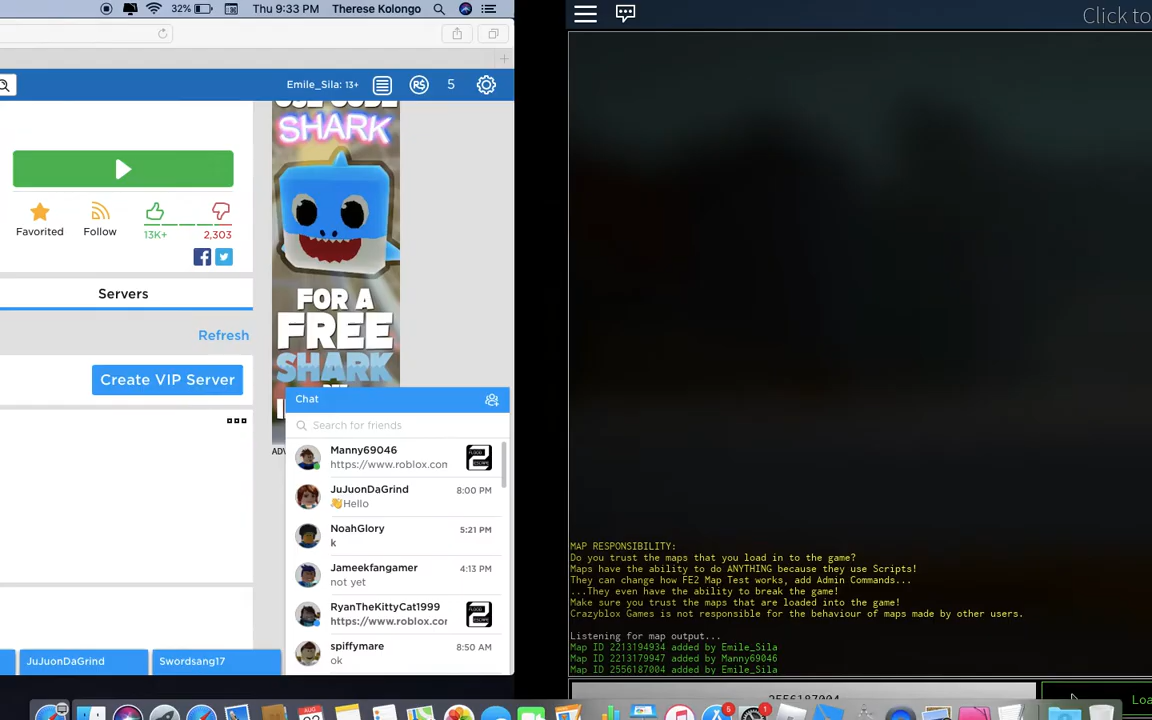 32% Thu 9:33 PM Therese Kolongo
Emile_Sila: 13+ R$ 5
SHARK
FOR A
FREE
SHARK
Favorited Follow 13K+ 2,303
Servers
Refresh
Create VIP Server
Chat
Search for friends
Manny69046
https://www.roblox.com
JuJuonDaGrind 8:00 PM
👋Hello
NoahGlory 5:21 PM
k
Jameekfangamer 4:13 PM
not yet
RyanTheKittyCat1999
https://www.roblox.com
spiffymare 8:50 AM
ok
JuJuonDaGrind Swordsang17
Click to
MAP RESPONSIBILITY:
Do you trust the maps that you load in to the game?
Maps have the ability to do ANYTHING because they use Scripts!
They can change how FE2 Map Test works, add Admin Commands...
...They even have the ability to break the game!
Make sure you trust the maps that are loaded into the game!
Crazyblox Games is not responsible for the behaviour of maps made by other users.
Listening for map output...
Map ID 2213194934 added by Emile_Sila
Map ID 2213179947 added by Manny69046
Map ID 2556187004 added by Emile_Sila
2556187004
Loa